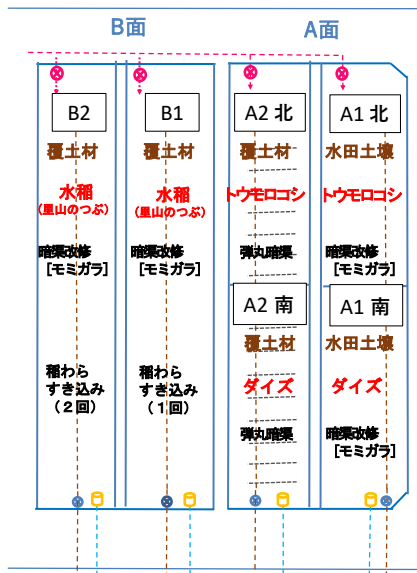 B面
A面
B2
覆土材
水稲
(里山のつぶ)
暗渠改修
[モミガラ]
稲わら
すき込み
(2回)
B1
覆土材
水稲
(里山のつぶ)
暗渠改修
[モミガラ]
稲わら
すき込み
(1回)
A2 北
覆土材
トウモロコシ
弾丸暗渠
A2 南
覆土材
ダイズ
弾丸暗渠
A1 北
水田土壌
トウモロコシ
暗渠改修
[モミガラ]
A1 南
水田土壌
ダイズ
暗渠改修
[モミガラ]